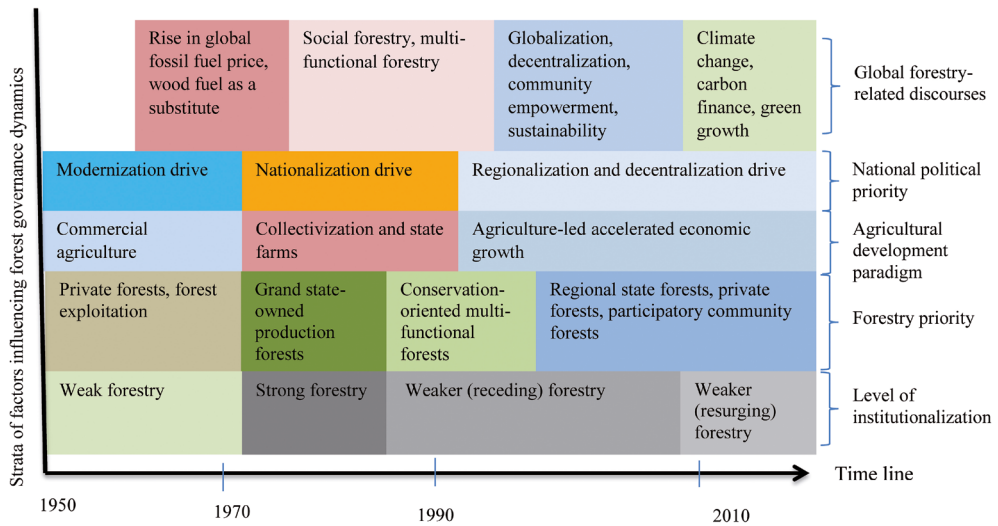 Strata of factors influencing forest governance dynamics
Rise in global
fossil fuel price,
wood fuel as a
substitute
Social forestry, multi-
functional forestry
Globalization,
decentralization,
community
empowerment,
sustainability
Climate
change,
carbon
finance, green
growth
Global forestry-
related discourses
Modernization drive
Nationalization drive
Regionalization and decentralization drive
National political
priority
Commercial
agriculture
Collectivization and state
farms
Agriculture-led accelerated economic
growth
Agricultural
development
paradigm
Private forests, forest
exploitation
Grand state-
owned
production
forests
Conservation-
oriented multi-
functional
forests
Regional state forests, private
forests, participatory community
forests
Forestry priority
Weak forestry
Strong forestry
Weaker (receding) forestry
Weaker
(resurging)
forestry
Level of
institutionalization
Time line
1950
1970
1990
2010